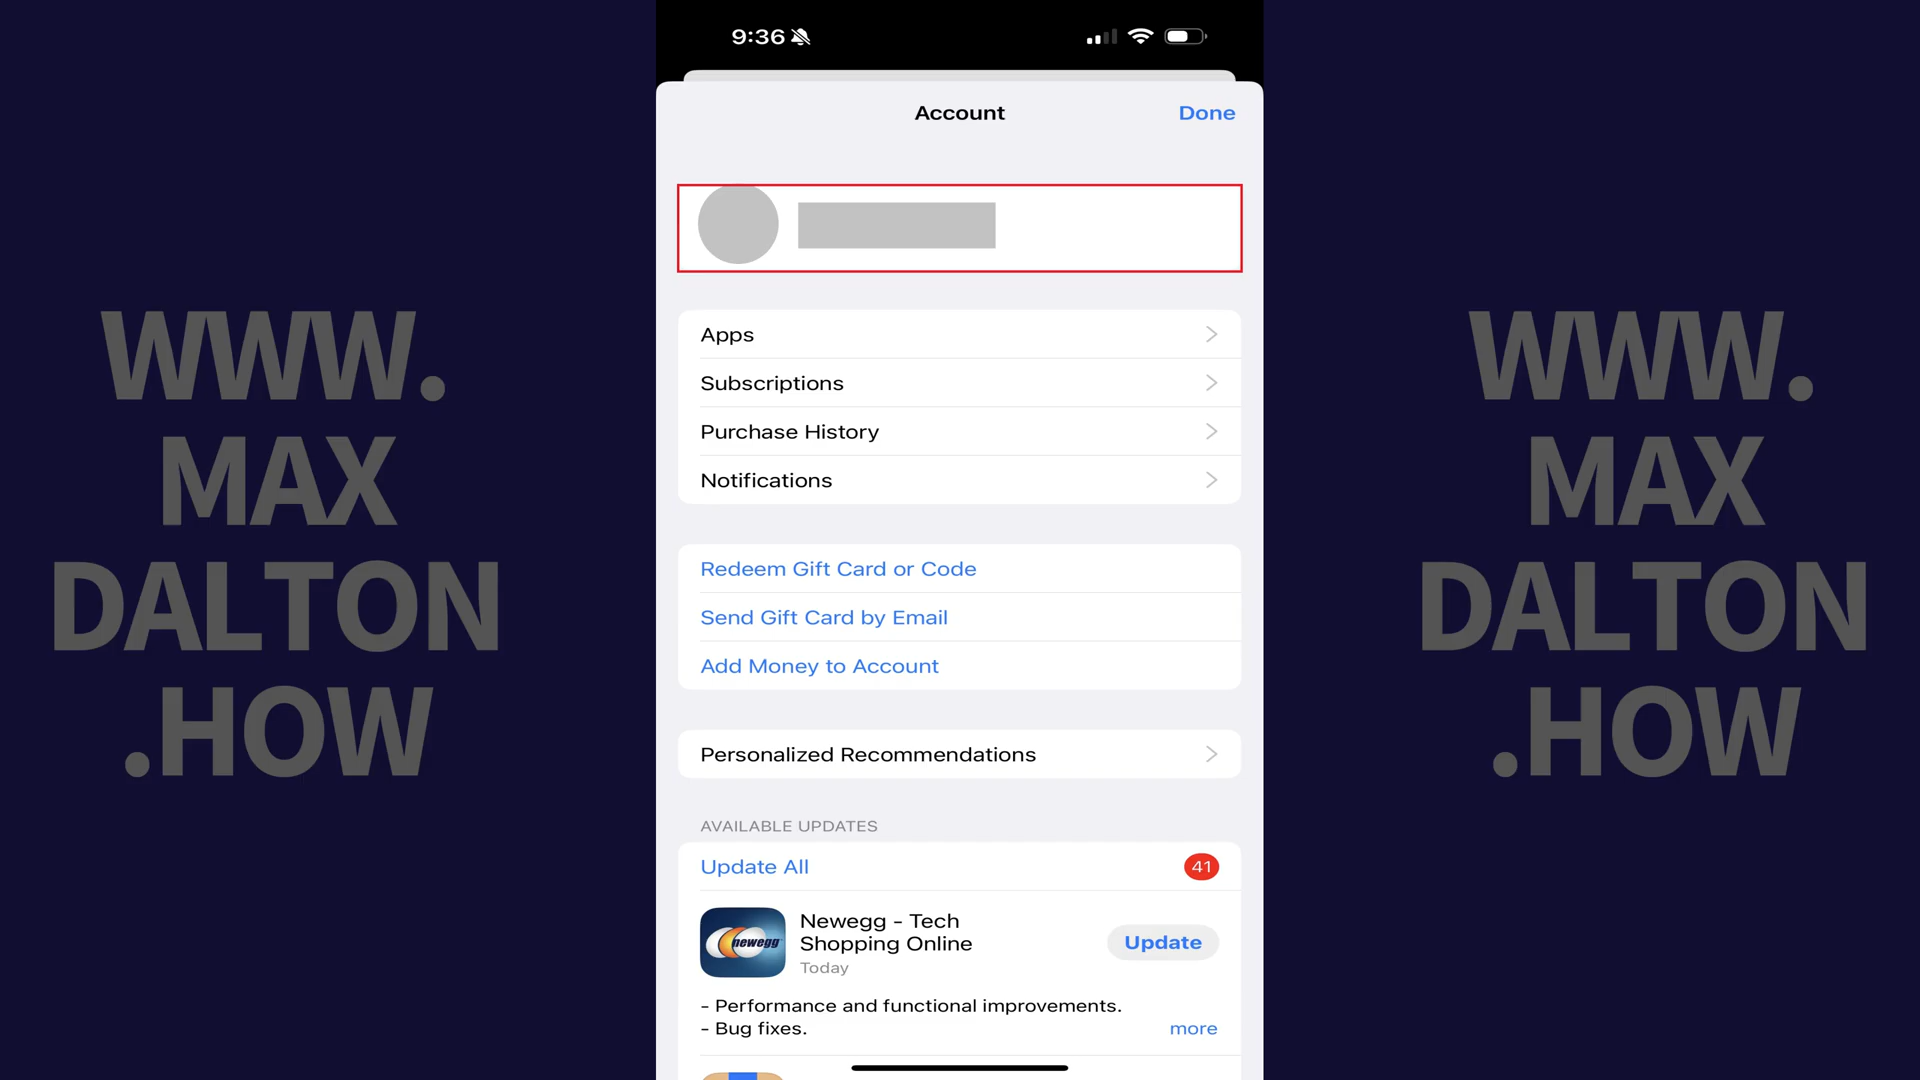 9:36
Account
Done
WWW.
MAX
DALTON
.HOW
Apps
Subscriptions
Purchase History
Notifications
Redeem Gift Card or Code
Send Gift Card by Email
Add Money to Account
Personalized Recommendations
AVAILABLE UPDATES
Update All
41
newegg
Newegg - Tech
Shopping Online
Today
Update
- Performance and functional improvements.
- Bug fixes.
more
WWW.
MAX
DALTON
.HOW